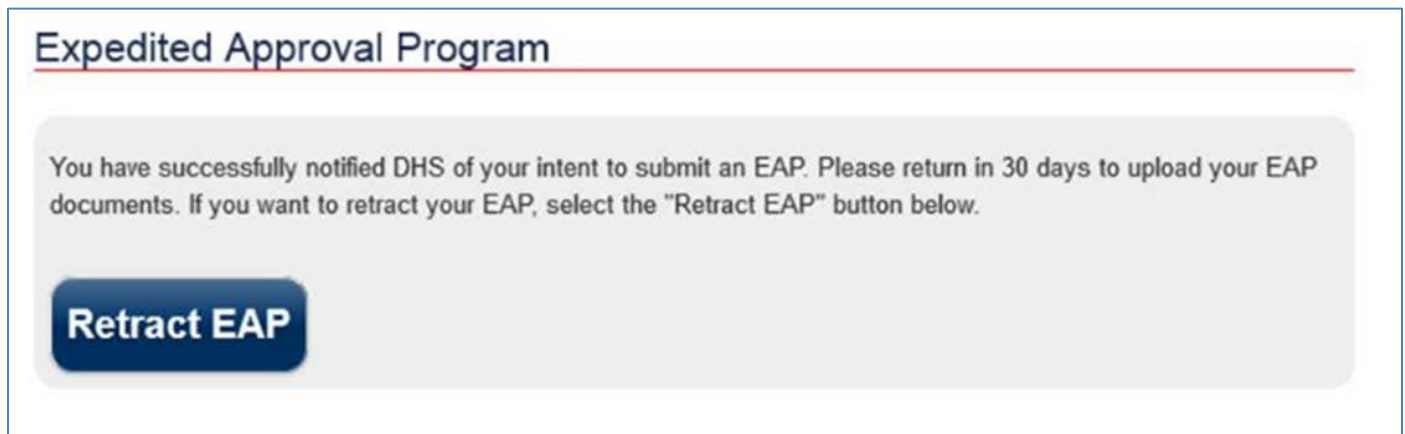 Expedited Approval Program
You have successfully notified DHS of your intent to submit an EAP. Please return in 30 days to upload your EAP
documents. If you want to retract your EAP, select the "Retract EAP" button below.
Retract EAP